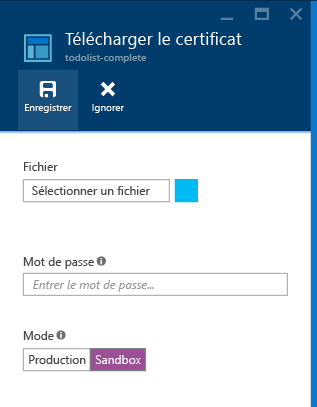 Télécharger le certificat
todolist-complete
Enregistrer
Ignorer
Fichier
Sélectionner un fichier
Mot de passe
Entrer le mot de passe...
Mode
Production Sandbox